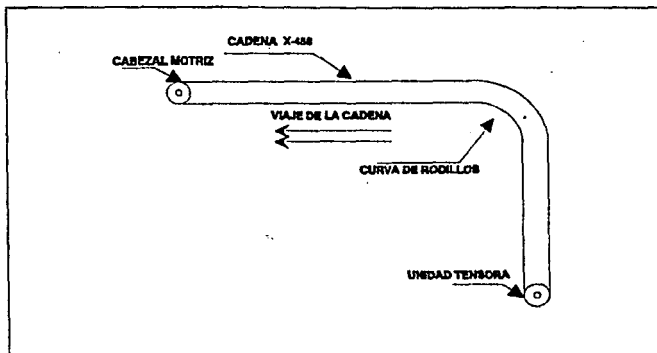 CADENA X-458
CABEZAL MOTRIZ
VIAJE DE LA CADENA
CURVA DE RODILLOS
UNIDAD TENSORA